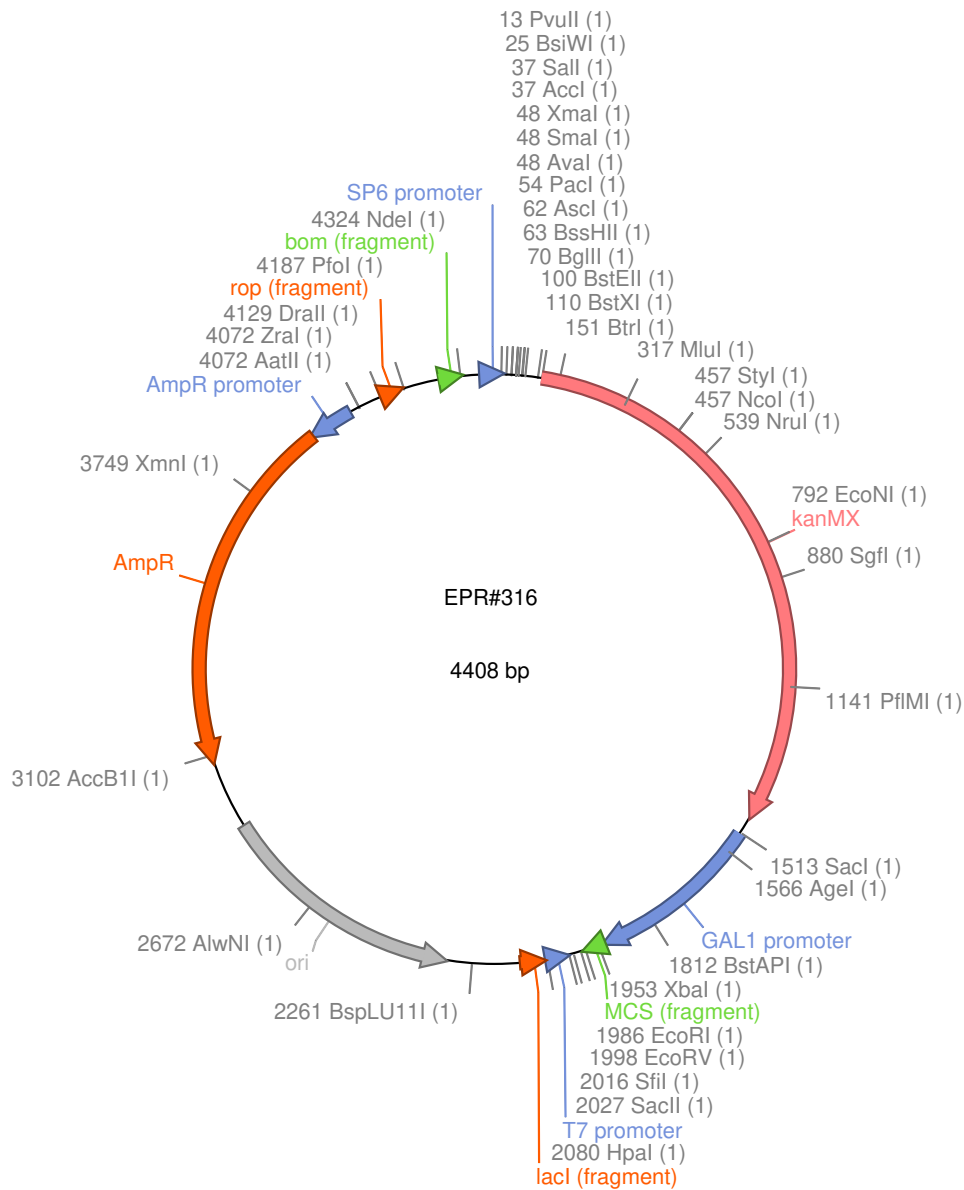 13 PvuII (1)
25 BsiWI (1)
37 SalI (1)
37 AccI (1)
48 XmaI (1)
48 SmaI (1)
48 AvaI (1)
54 PacI (1)
62 AscI (1)
63 BssHII (1)
70 BglII (1)
100 BstEII (1)
110 BstXI (1)
151 BtrI (1)
317 MluI (1)
457 StyI (1)
457 NcoI (1)
539 NruI (1)
792 EcoNI (1)
kanMX
880 SgfI (1)
1141 PflMI (1)
1513 SacI (1)
1566 AgeI (1)
GAL1 promoter
1812 BstAPI (1)
1953 XbaI (1)
MCS (fragment)
1986 EcoRI (1)
1998 EcoRV (1)
2016 SfiI (1)
2027 SacII (1)
T7 promoter
2080 HpaI (1)
lacI (fragment)
2261 BspLU11I (1)
ori
2672 AlwNI (1)
3102 AccB1I (1)
AmpR
3749 XmnI (1)
AmpR promoter
4072 AatII (1)
4072 ZraI (1)
4129 DraII (1)
rop (fragment)
4187 PfoI (1)
bom (fragment)
4324 NdeI (1)
SP6 promoter
EPR#316
4408 bp